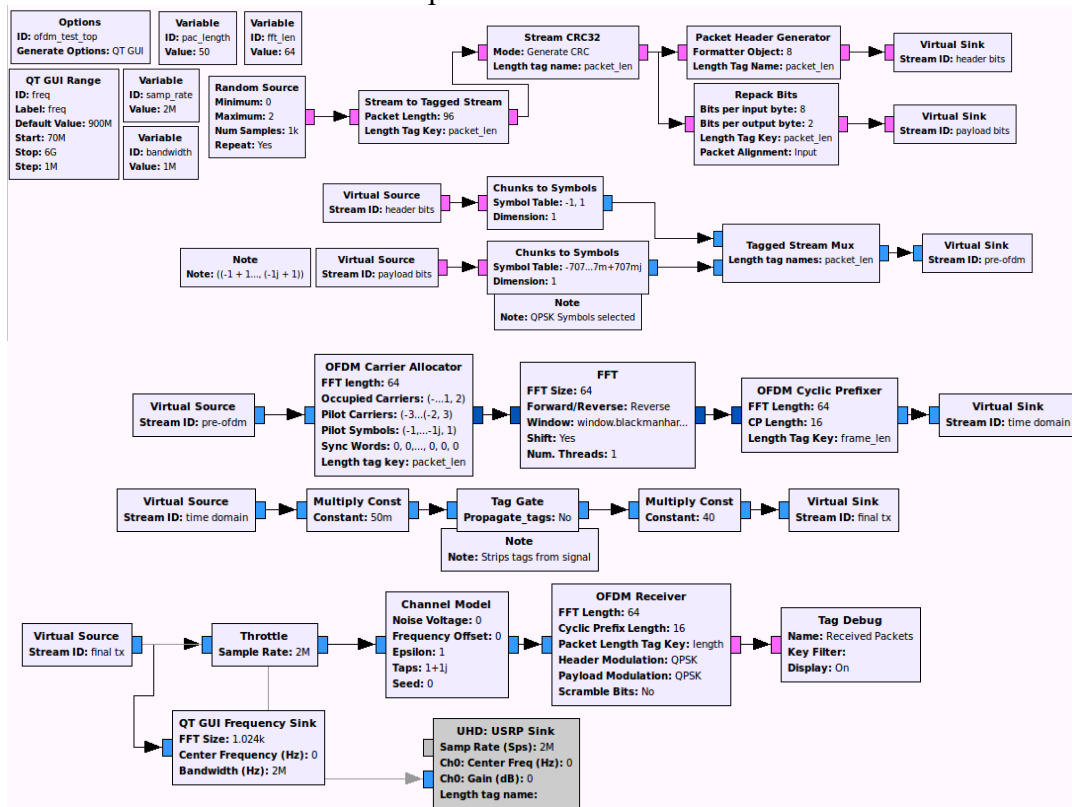 Options
ID: ofdm_test_top
Generate Options: QT GUI
Variable
ID: pac_length
Value: 50
Variable
ID: fft_len
Value: 64
QT GUI Range
ID: freq
Label: freq
Default Value: 900M
Start: 70M
Stop: 6G
Step: 1M
Variable
ID: samp_rate
Value: 2M
Variable
ID: bandwidth
Value: 1M
Random Source
Minimum: 0
Maximum: 2
Num Samples: 1k
Repeat: Yes
Stream to Tagged Stream
Packet Length: 96
Length Tag Key: packet_len
Stream CRC32
Mode: Generate CRC
Length tag name: packet_len
Packet Header Generator
Formatter Object: 8
Length Tag Name: packet_len
Virtual Sink
Stream ID: header bits
Repack Bits
Bits per input byte: 8
Bits per output byte: 2
Length Tag Key: packet_len
Packet Alignment: Input
Virtual Sink
Stream ID: payload bits
Virtual Source
Stream ID: header bits
Chunks to Symbols
Symbol Table: -1, 1
Dimension: 1
Note
Note: ((-1 + 1..., (-1j + 1))
Virtual Source
Stream ID: payload bits
Chunks to Symbols
Symbol Table: -707...7m+707mj
Dimension: 1
Note
Note: QPSK Symbols selected
Tagged Stream Mux
Length tag names: packet_len
Virtual Sink
Stream ID: pre-ofdm
Virtual Source
Stream ID: pre-ofdm
OFDM Carrier Allocator
FFT length: 64
Occupied Carriers: (-...1, 2)
Pilot Carriers: (-3...(-2, 3)
Pilot Symbols: (-1,...-1j, 1)
Sync Words: 0, 0,..., 0, 0, 0
Length tag key: packet_len
FFT
FFT Size: 64
Forward/Reverse: Reverse
Window: window.blackmanhar...
Shift: Yes
Num. Threads: 1
OFDM Cyclic Prefixer
FFT Length: 64
CP Length: 16
Length Tag Key: frame_len
Virtual Sink
Stream ID: time domain
Virtual Source
Stream ID: time domain
Multiply Const
Constant: 50m
Tag Gate
Propagate_tags: No
Note
Note: Strips tags from signal
Multiply Const
Constant: 40
Virtual Sink
Stream ID: final tx
Virtual Source
Stream ID: final tx
Throttle
Sample Rate: 2M
Channel Model
Noise Voltage: 0
Frequency Offset: 0
Epsilon: 1
Taps: 1+1j
Seed: 0
OFDM Receiver
FFT Length: 64
Cyclic Prefix Length: 16
Packet Length Tag Key: length
Header Modulation: QPSK
Payload Modulation: QPSK
Scramble Bits: No
Tag Debug
Name: Received Packets
Key Filter:
Display: On
QT GUI Frequency Sink
FFT Size: 1.024k
Center Frequency (Hz): 0
Bandwidth (Hz): 2M
UHD: USRP Sink
Samp Rate (Sps): 2M
Ch0: Center Freq (Hz): 0
Ch0: Gain (dB): 0
Length tag name: